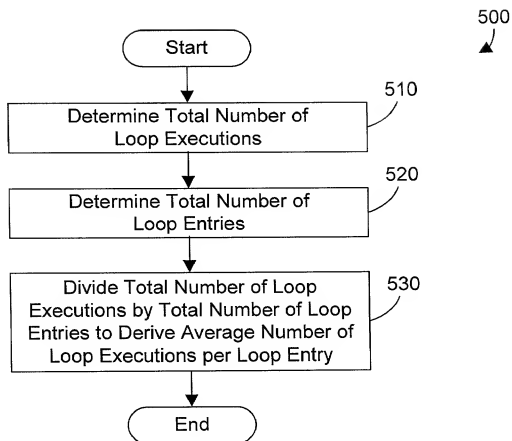 500
Start
510
Determine Total Number of
Loop Executions
520
Determine Total Number of
Loop Entries
530
Divide Total Number of Loop
Executions by Total Number of Loop
Entries to Derive Average Number of
Loop Executions per Loop Entry
End